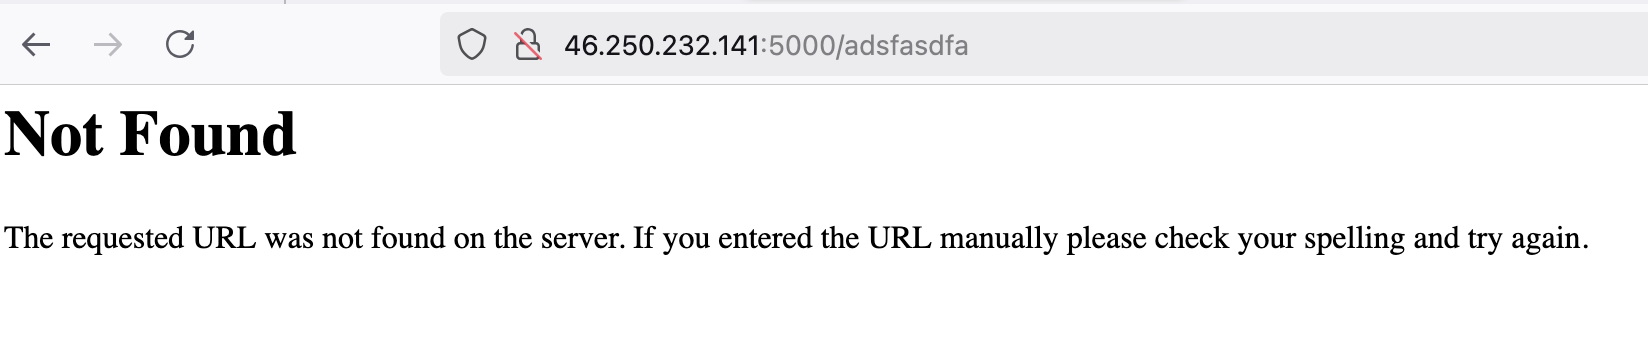 46.250.232.141:5000/adsfasdfa
Not Found
The requested URL was not found on the server. If you entered the URL manually please check your spelling and try again.